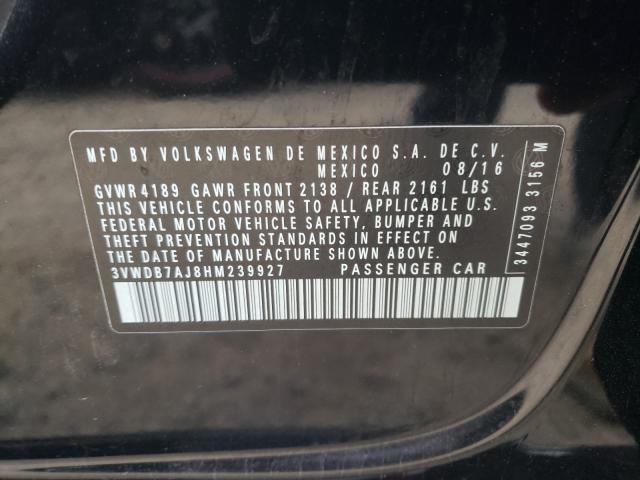 MFD BY VOLKSWAGEN DE MEXICO S.A. DE C.V.
MEXICO 08/16
GVWR 4189 GAWR FRONT 2138 / REAR 2161 LBS
THIS VEHICLE CONFORMS TO ALL APPLICABLE U.S.
FEDERAL MOTOR VEHICLE SAFETY, BUMPER AND
THEFT PREVENTION STANDARDS IN EFFECT ON
THE DATE OF MANUFACTURE SHOWN ABOVE.
3VWDB7AJ8HM239927 PASSENGER CAR
3447093 3156 M